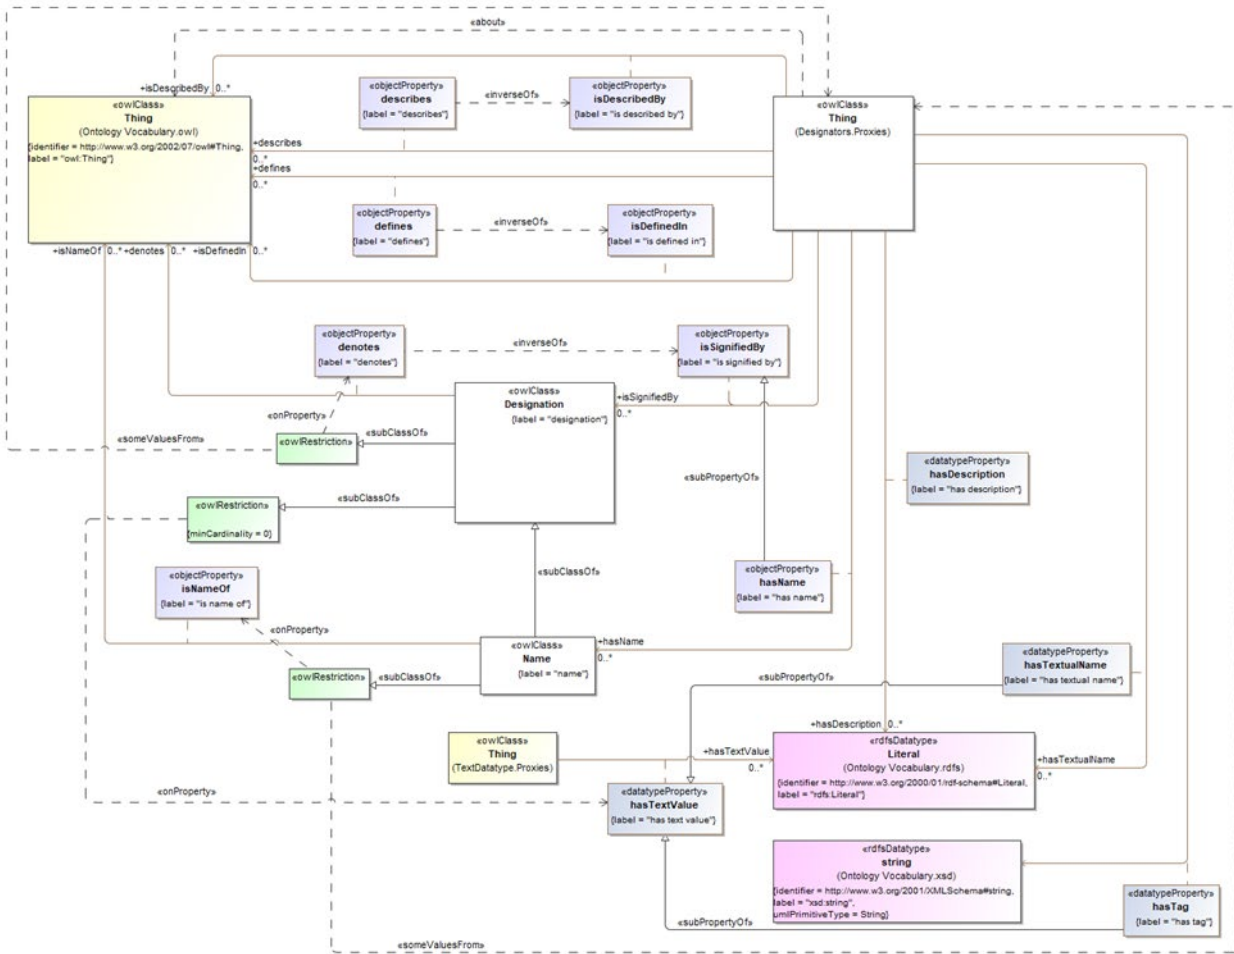 «about»
+isDescribedBy 0..*
«owlClass»
Thing
(Ontology Vocabulary.owl)
{identifier = http://www.w3.org/2002/07/owl#Thing,
label = "owl:Thing"}
«objectProperty»
describes
{label = "describes"}
«inverseOf»
«objectProperty»
isDescribedBy
{label = "is described by"}
«owlClass»
Thing
(Designators.Proxies)
+describes
0..*
+defines
0..*
«objectProperty»
defines
{label = "defines"}
«inverseOf»
«objectProperty»
isDefinedIn
{label = "is defined in"}
+isNameOf 0..* +denotes 0..* +isDefinedIn 0..*
«objectProperty»
denotes
{label = "denotes"}
«inverseOf»
«objectProperty»
isSignifiedBy
{label = "is signified by"}
«owlClass»
Designation
{label = "designation"}
+isSignifiedBy
0..*
«onProperty»
«someValuesFrom»
«owlRestriction»
«subClassOf»
«datatypeProperty»
hasDescription
{label = "has description"}
«subPropertyOf»
«subClassOf»
«owlRestriction»
{minCardinality = 0}
«objectProperty»
isNameOf
{label = "is name of"}
«subClassOf»
«objectProperty»
hasName
{label = "has name"}
«onProperty»
«owlClass»
Name
{label = "name"}
+hasName
0..*
«owlRestriction»
«subClassOf»
«datatypeProperty»
hasTextualName
{label = "has textual name"}
«subPropertyOf»
+hasDescription 0..*
«owlClass»
Thing
(TextDatatype.Proxies)
+hasTextValue
0..*
«rdfsDatatype»
Literal
(Ontology Vocabulary.rdfs)
{identifier = http://www.w3.org/2000/01/rdf-schema#Literal,
label = "rdfs:Literal"}
+hasTextualName
0..*
«onProperty»
«datatypeProperty»
hasTextValue
{label = "has text value"}
«rdfsDatatype»
string
(Ontology Vocabulary.xsd)
{identifier = http://www.w3.org/2001/XMLSchema#string,
label = "xsd:string",
umlPrimitiveType = String}
«datatypeProperty»
hasTag
{label = "has tag"}
«subPropertyOf»
«someValuesFrom»